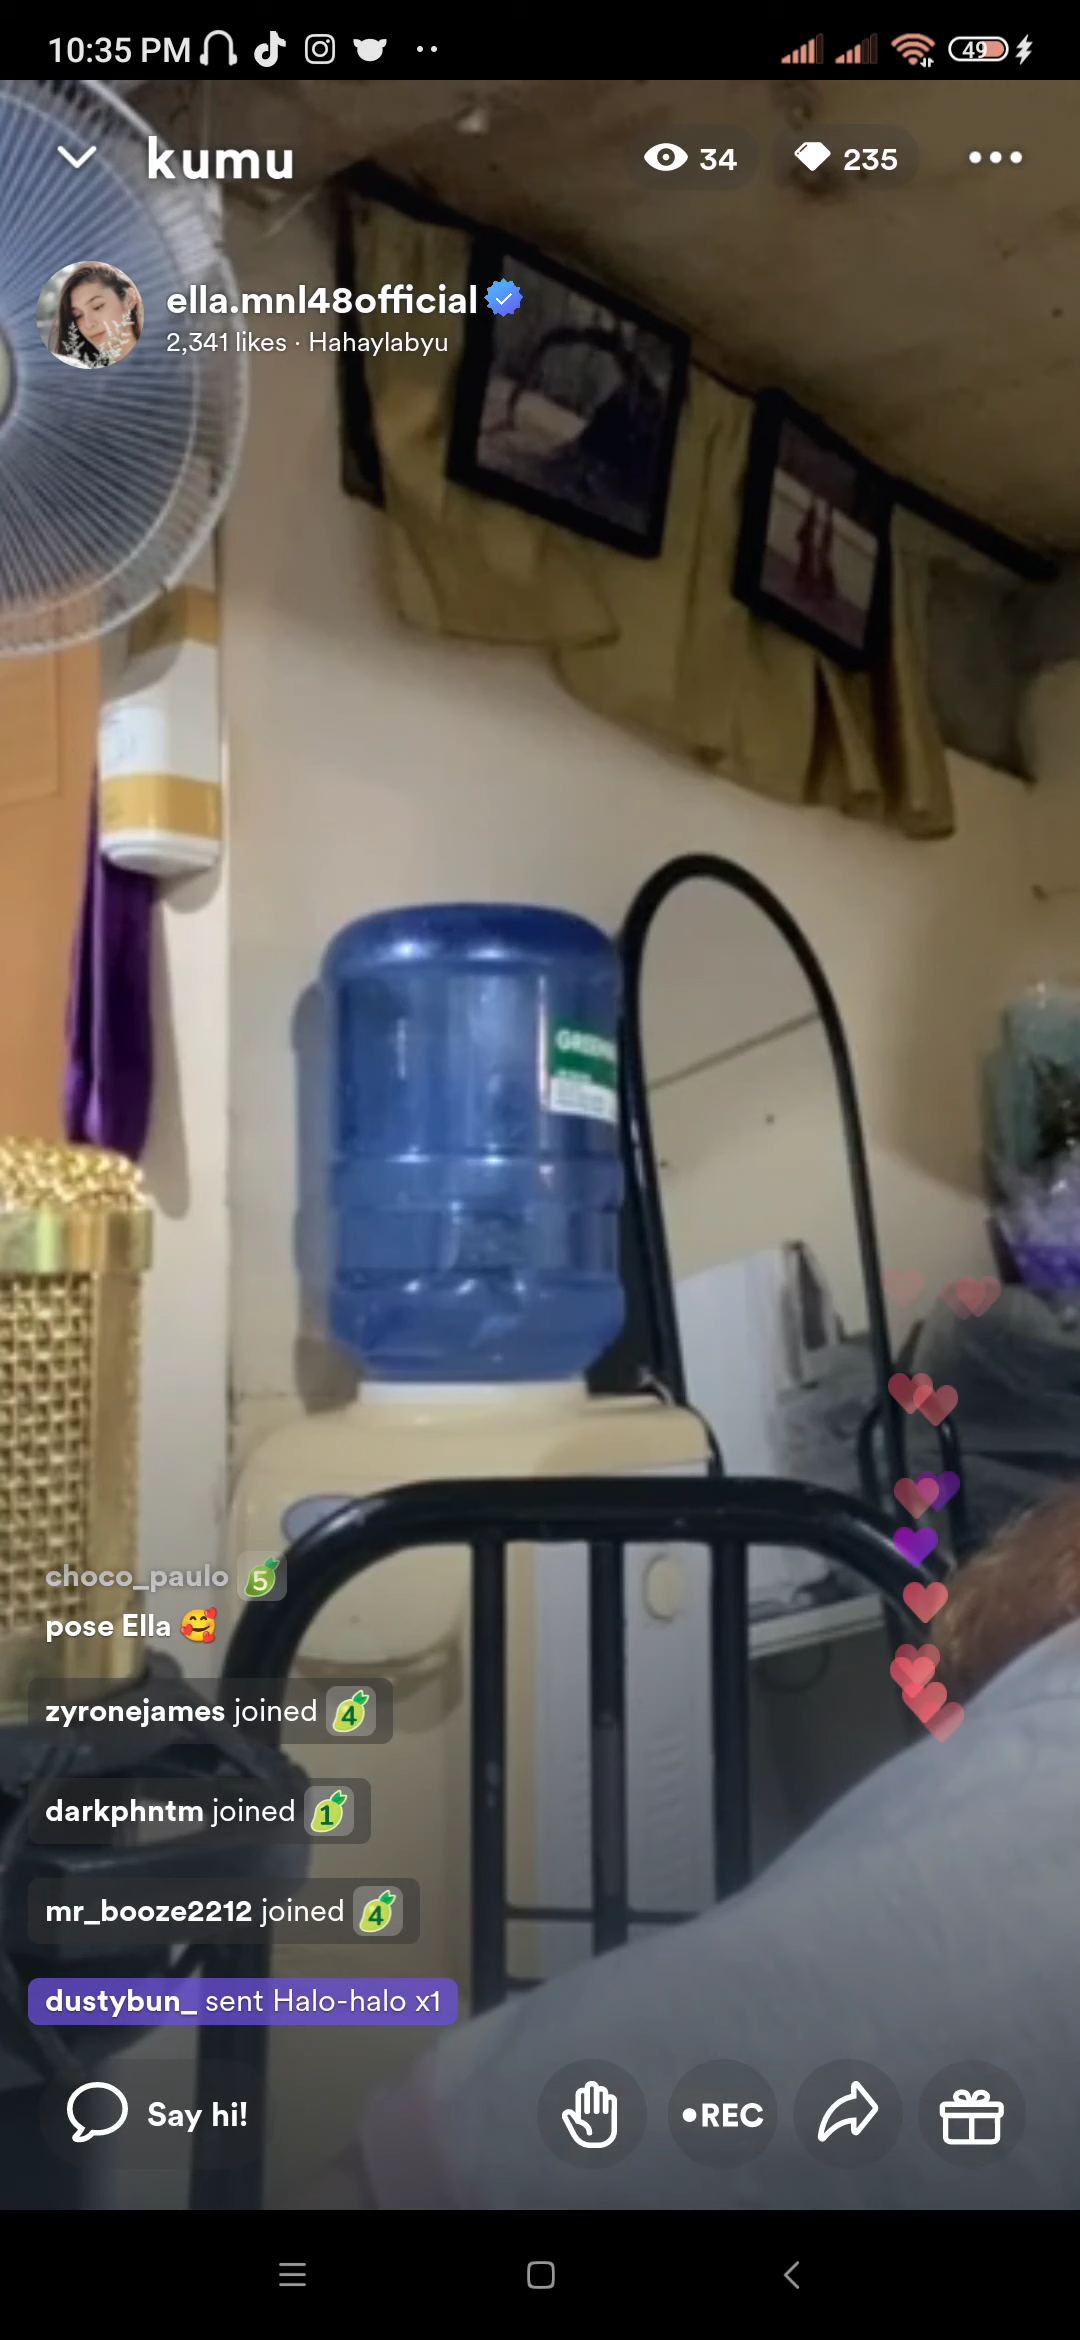 10:35 PM
49
kumu
34
235
ella.mnl48official
2,341 likes · Hahaylabyu
choco_paulo 5
pose Ella 🥰
zyronejames joined 4
darkphntm joined 1
mr_booze2212 joined 4
dustybun_ sent Halo-halo x1
Say hi!
•REC